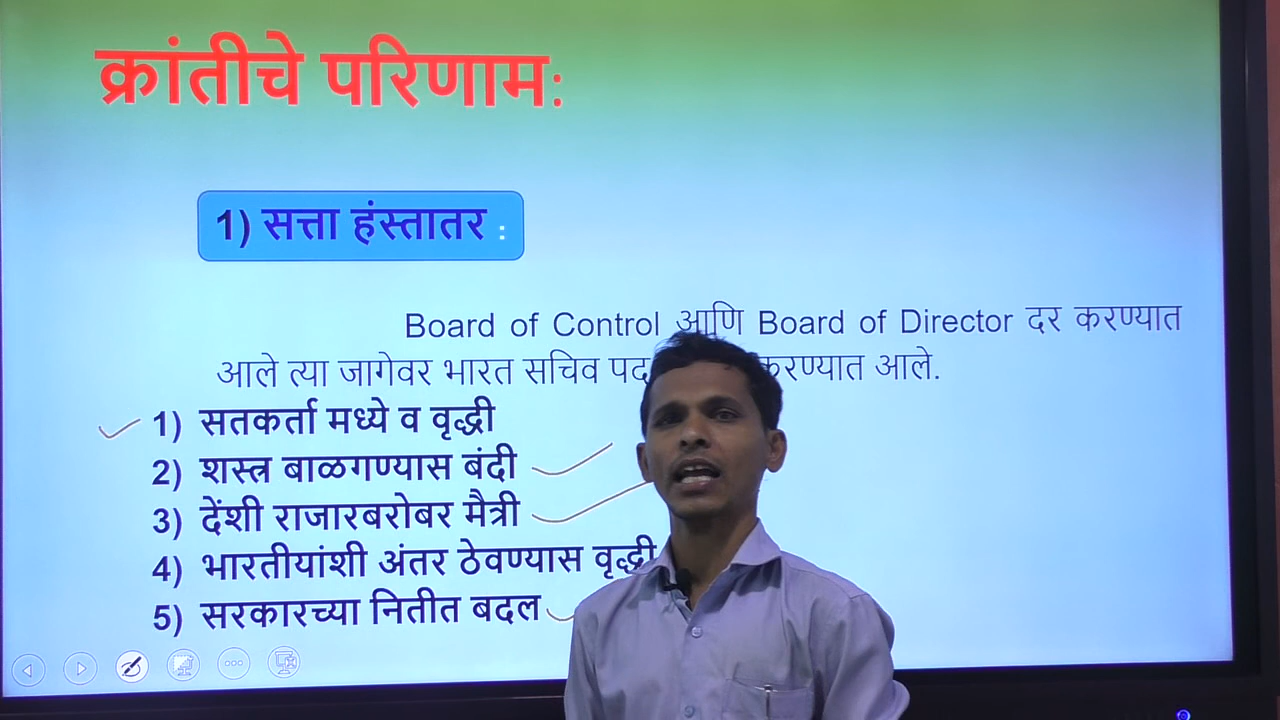 क्रांतीचे परिणाम:
1) सत्ता हंस्तातर :
Board of Control आणि Board of Director दर करण्यात
आले त्या जागेवर भारत सचिव पद करण्यात आले.
1) सतकर्ता मध्ये व वृद्धी
2) शस्त्र बाळगण्यास बंदी
3) देंशी राजारबरोबर मैत्री
4) भारतीयांशी अंतर ठेवण्यास वृद्धी
5) सरकारच्या नितीत बदल